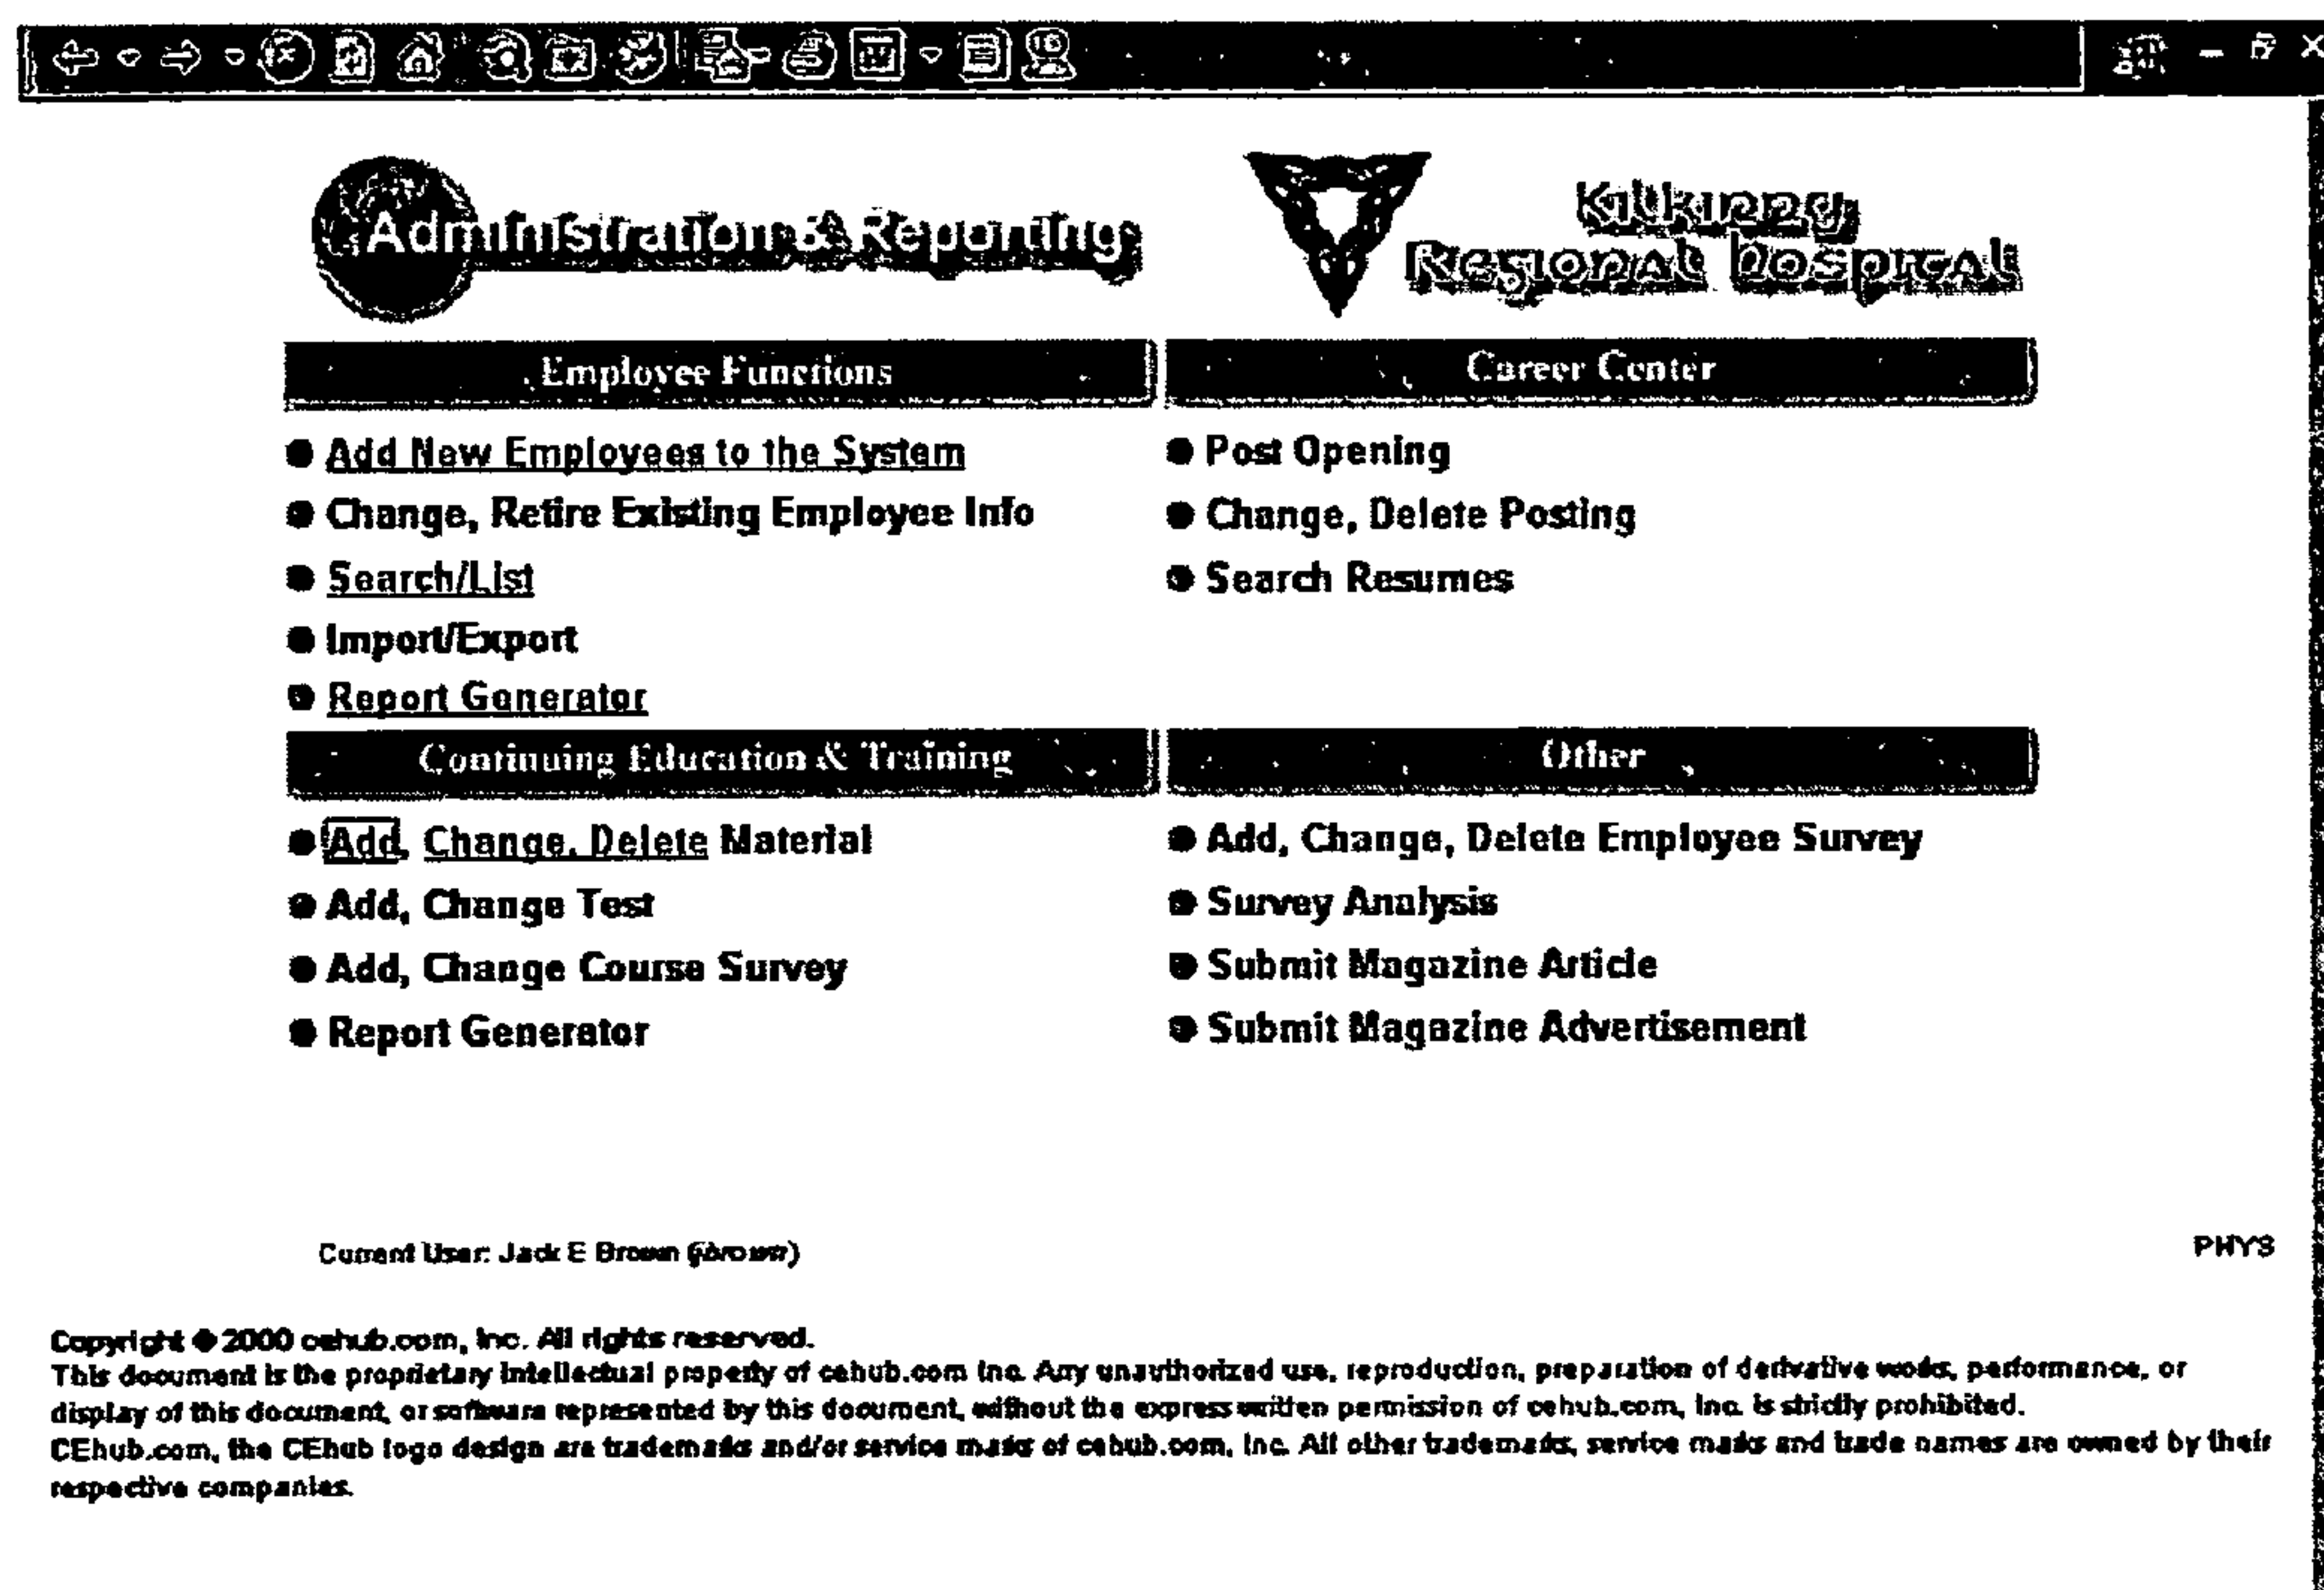 Administration & Reporting
Kilkinny
Regional hospital
Employee Functions
Add New Employees to the System
Change, Retire Existing Employee Info
Search/List
Import/Export
Report Generator
Career Center
Post Opening
Change, Delete Posting
Search Resumes
Continuing Education & Training
Add, Change, Delete Material
Add, Change Test
Add, Change Course Survey
Report Generator
Other
Add, Change, Delete Employee Survey
Survey Analysis
Submit Magazine Article
Submit Magazine Advertisement
Current User: Jack E Brown (jbrown)
PHYS
Copyright © 2000 cehub.com, Inc. All rights reserved.
This document is the proprietary intellectual property of cehub.com Inc. Any unauthorized use, reproduction, preparation of derivative works, performance, or
display of this document, or software represented by this document, without the express written permission of cehub.com, Inc. is strictly prohibited.
CEhub.com, the CEhub logo design are trademarks and/or service marks of cehub.com, Inc. All other trademarks, service marks and trade names are owned by their
respective companies.